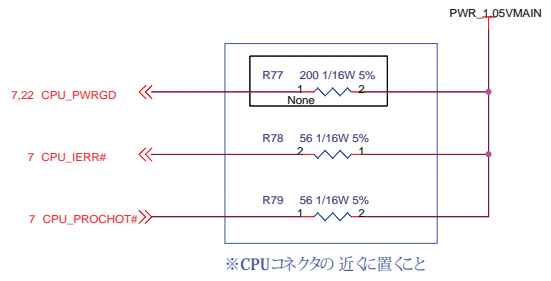 PWR_1.05VMAIN
R77 200 1/16W 5%
7,22 CPU_PWRGD
1 2
None
R78 56 1/16W 5%
7 CPU_IERR#
2 1
R79 56 1/16W 5%
7 CPU_PROCHOT#
1 2
※CPUコネクタの 近くに置くこと